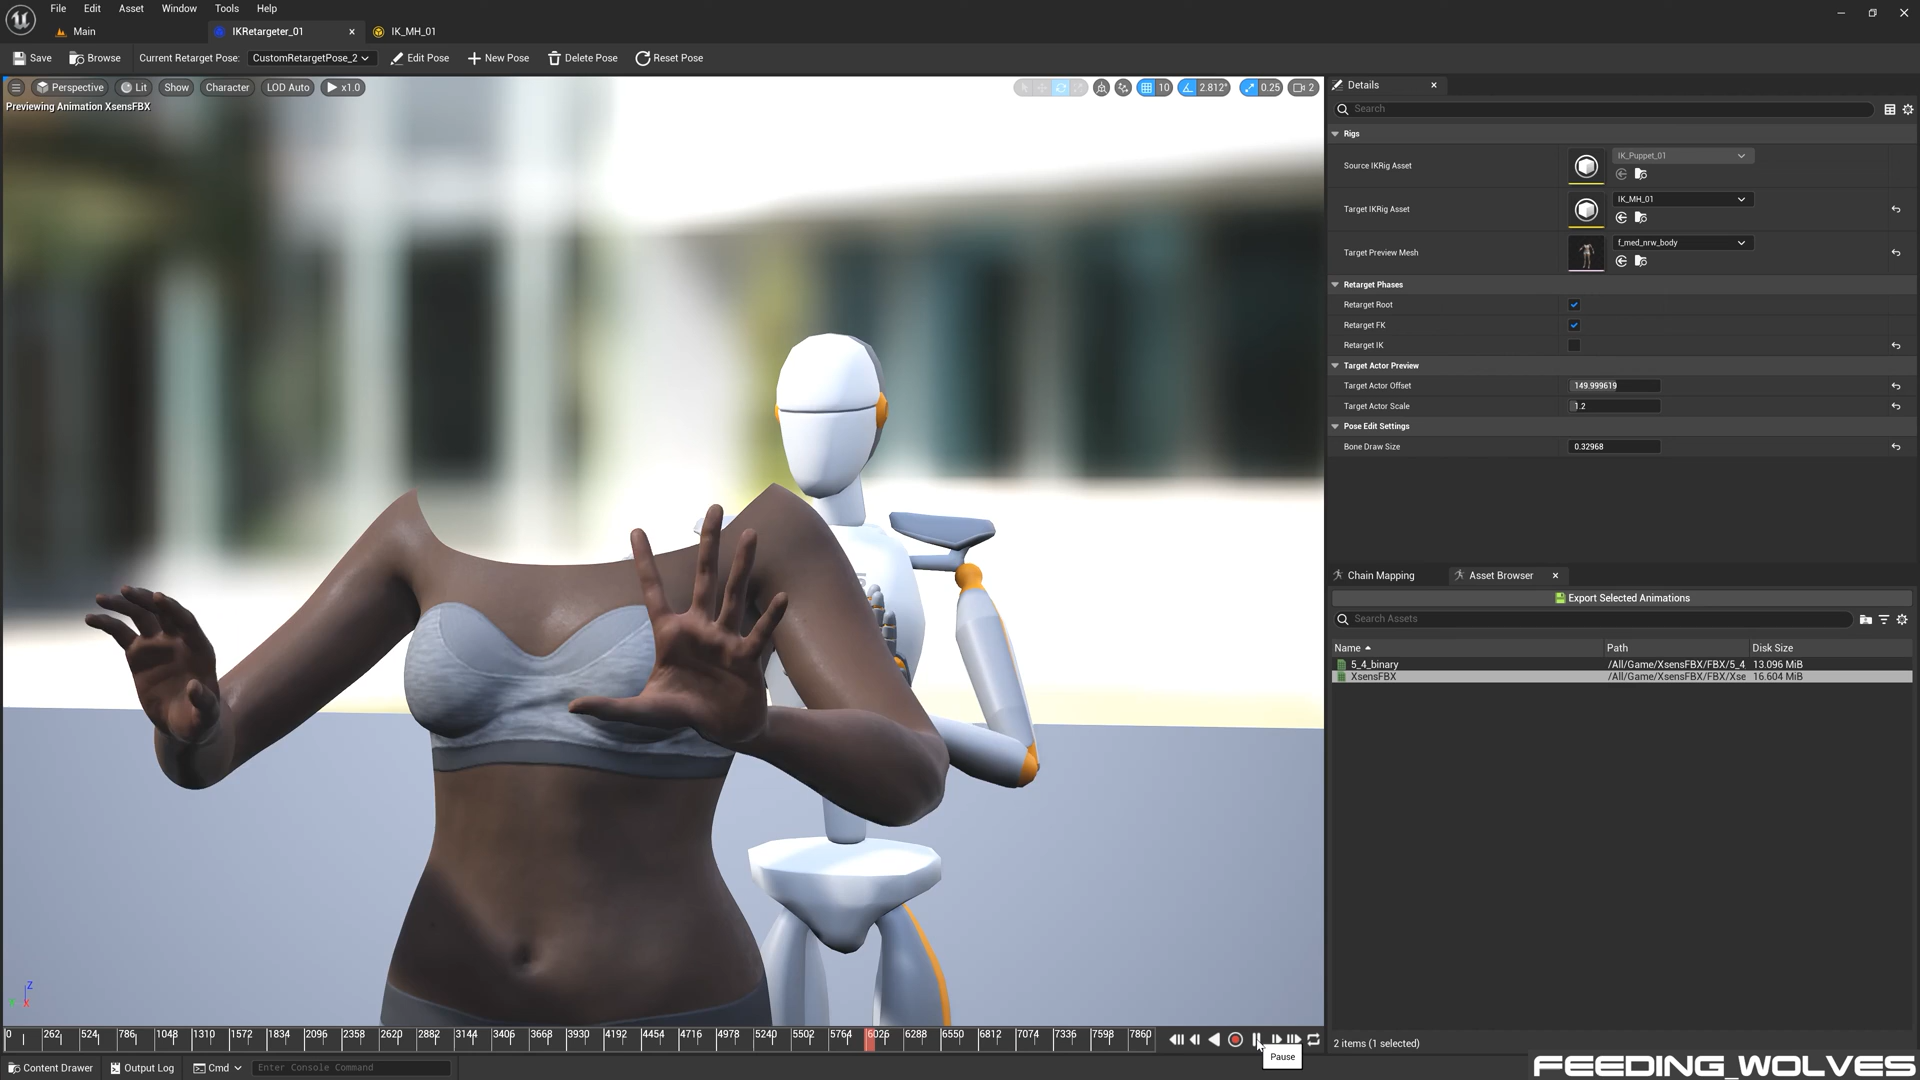 File Edit Asset Window Tools Help
Main IKRetargeter_01 IK_MH_01
Save Browse Current Retarget Pose: CustomRetargetPose_2 Edit Pose New Pose Delete Pose Reset Pose
Perspective Lit Show Character LOD Auto x1.0 10 2.812° 0.25 2
Previewing Animation XsensFBX
Details
Search
Rigs
Source IKRig Asset IK_Puppet_01
Target IKRig Asset IK_MH_01
Target Preview Mesh f_med_nrw_body
Retarget Phases
Retarget Root
Retarget FK
Retarget IK
Target Actor Preview
Target Actor Offset 149.999619
Target Actor Scale 1.2
Pose Edit Settings
Bone Draw Size 0.32968
Chain Mapping Asset Browser
Export Selected Animations
Search Assets
Name Path Disk Size
5_4_binary /All/Game/XsensFBX/FBX/5_4 13.096 MiB
XsensFBX /All/Game/XsensFBX/FBX/Xse 16.604 MiB
Z
X
0 262 524 786 1048 1310 1572 1834 2096 2358 2620 2882 3144 3406 3668 3930 4192 4454 4716 4978 5240 5502 5764 6026 6288 6550 6812 7074 7336 7598 7860
Pause
2 items (1 selected)
Content Drawer Output Log Cmd Enter Console Command
FEEDING_WOLVES